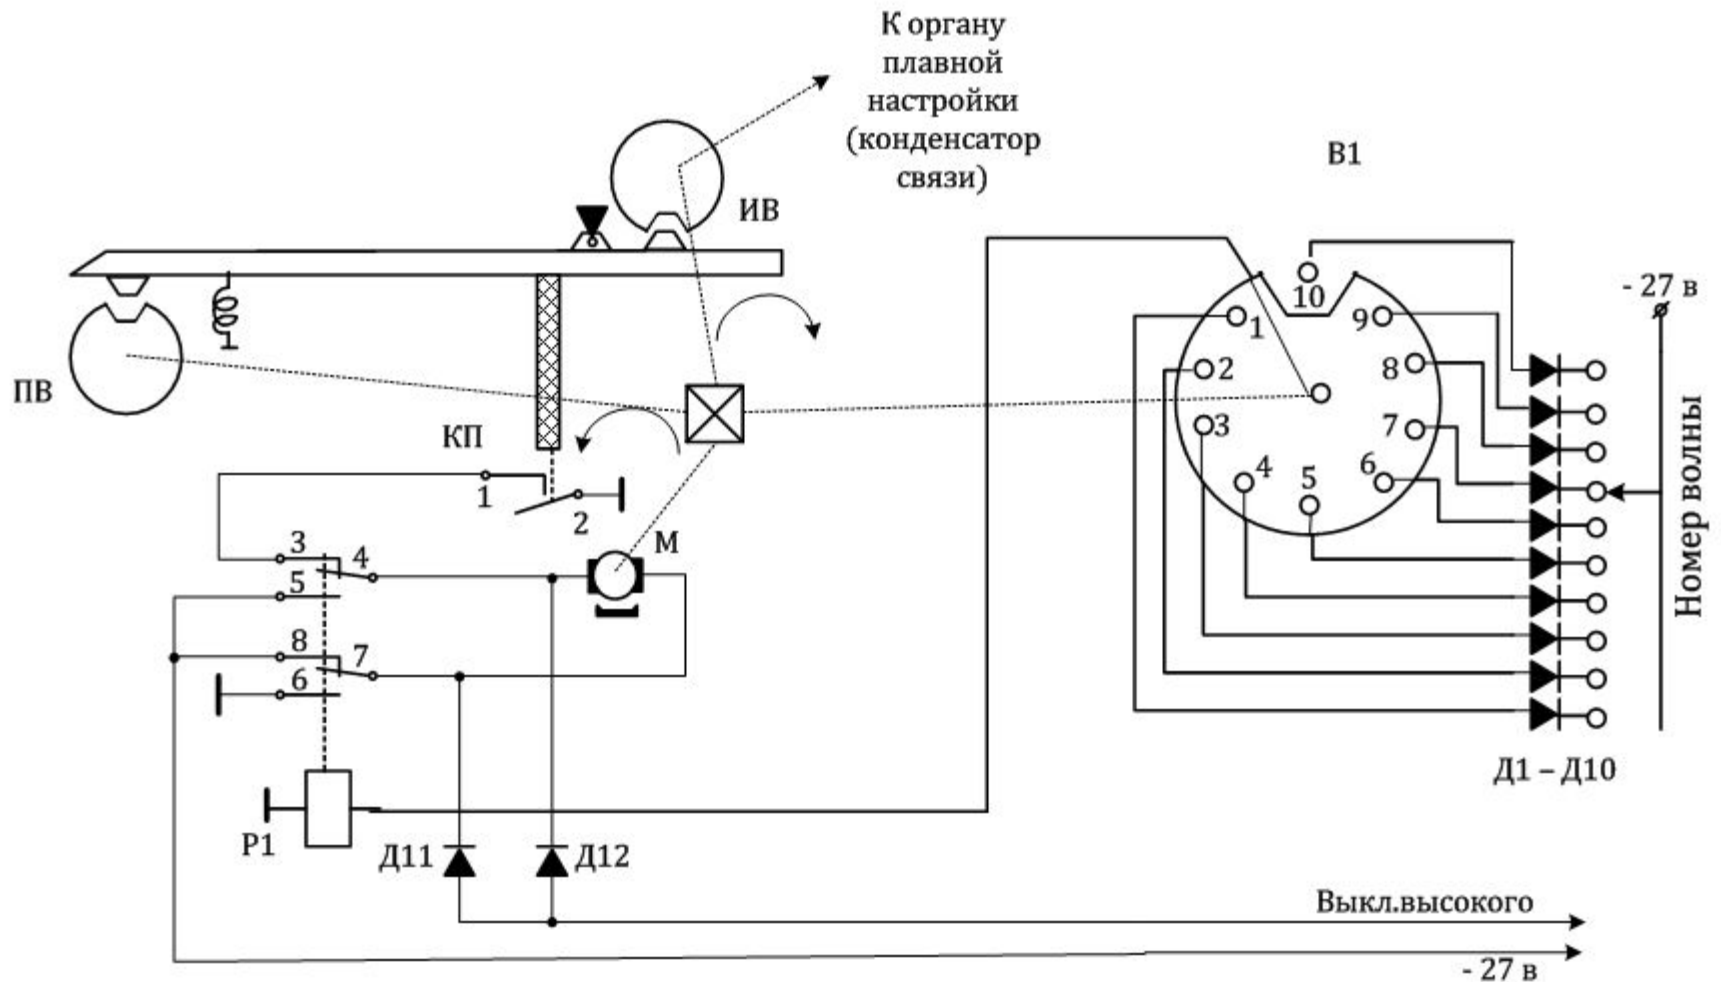 К органу
плавной
настройки
(конденсатор
связи)
В1
ИВ
- 27 в
10
1
9
2
8
ПВ
3
7
КП
4
5
6
Номер волны
1
2
М
3
4
5
8
7
6
Д1 – Д10
Р1
Д11
Д12
Выкл.высокого
- 27 в